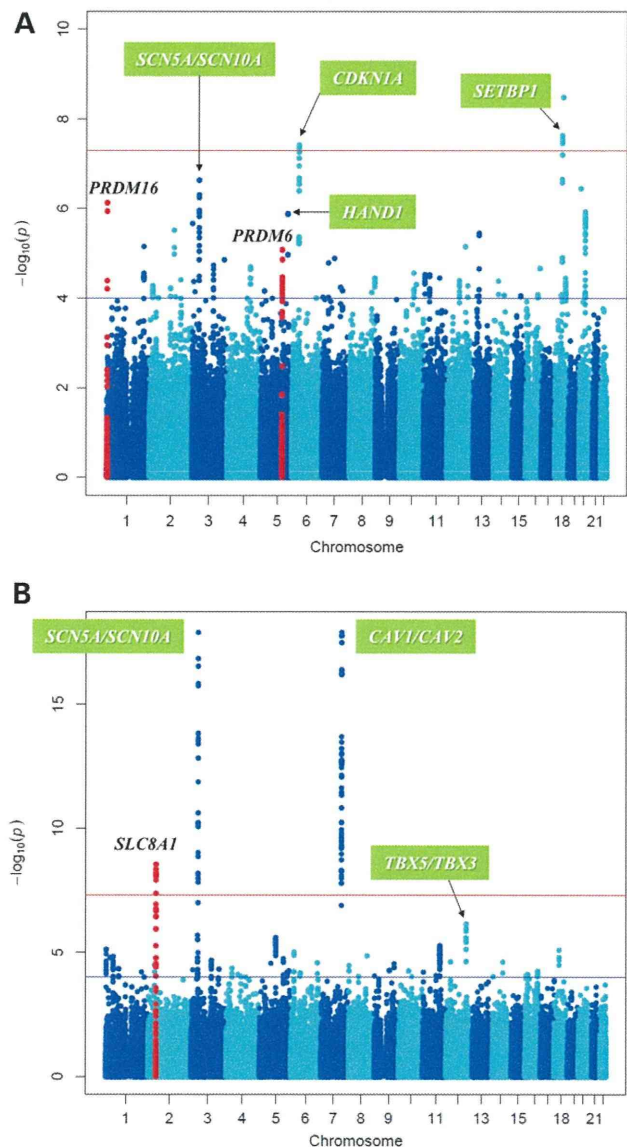 A
10
SCN5A/SCN10A
CDKN1A
SETBP1
8
PRDM16
6
HAND1
PRDM6
−log10(p)
4
2
0
1 2 3 4 5 6 7 9 11 13 15 18 21
Chromosome
B
SCN5A/SCN10A
CAV1/CAV2
15
SLC8A1
10
TBX5/TBX3
−log10(p)
5
0
1 2 3 4 5 6 7 9 11 13 15 18 21
Chromosome